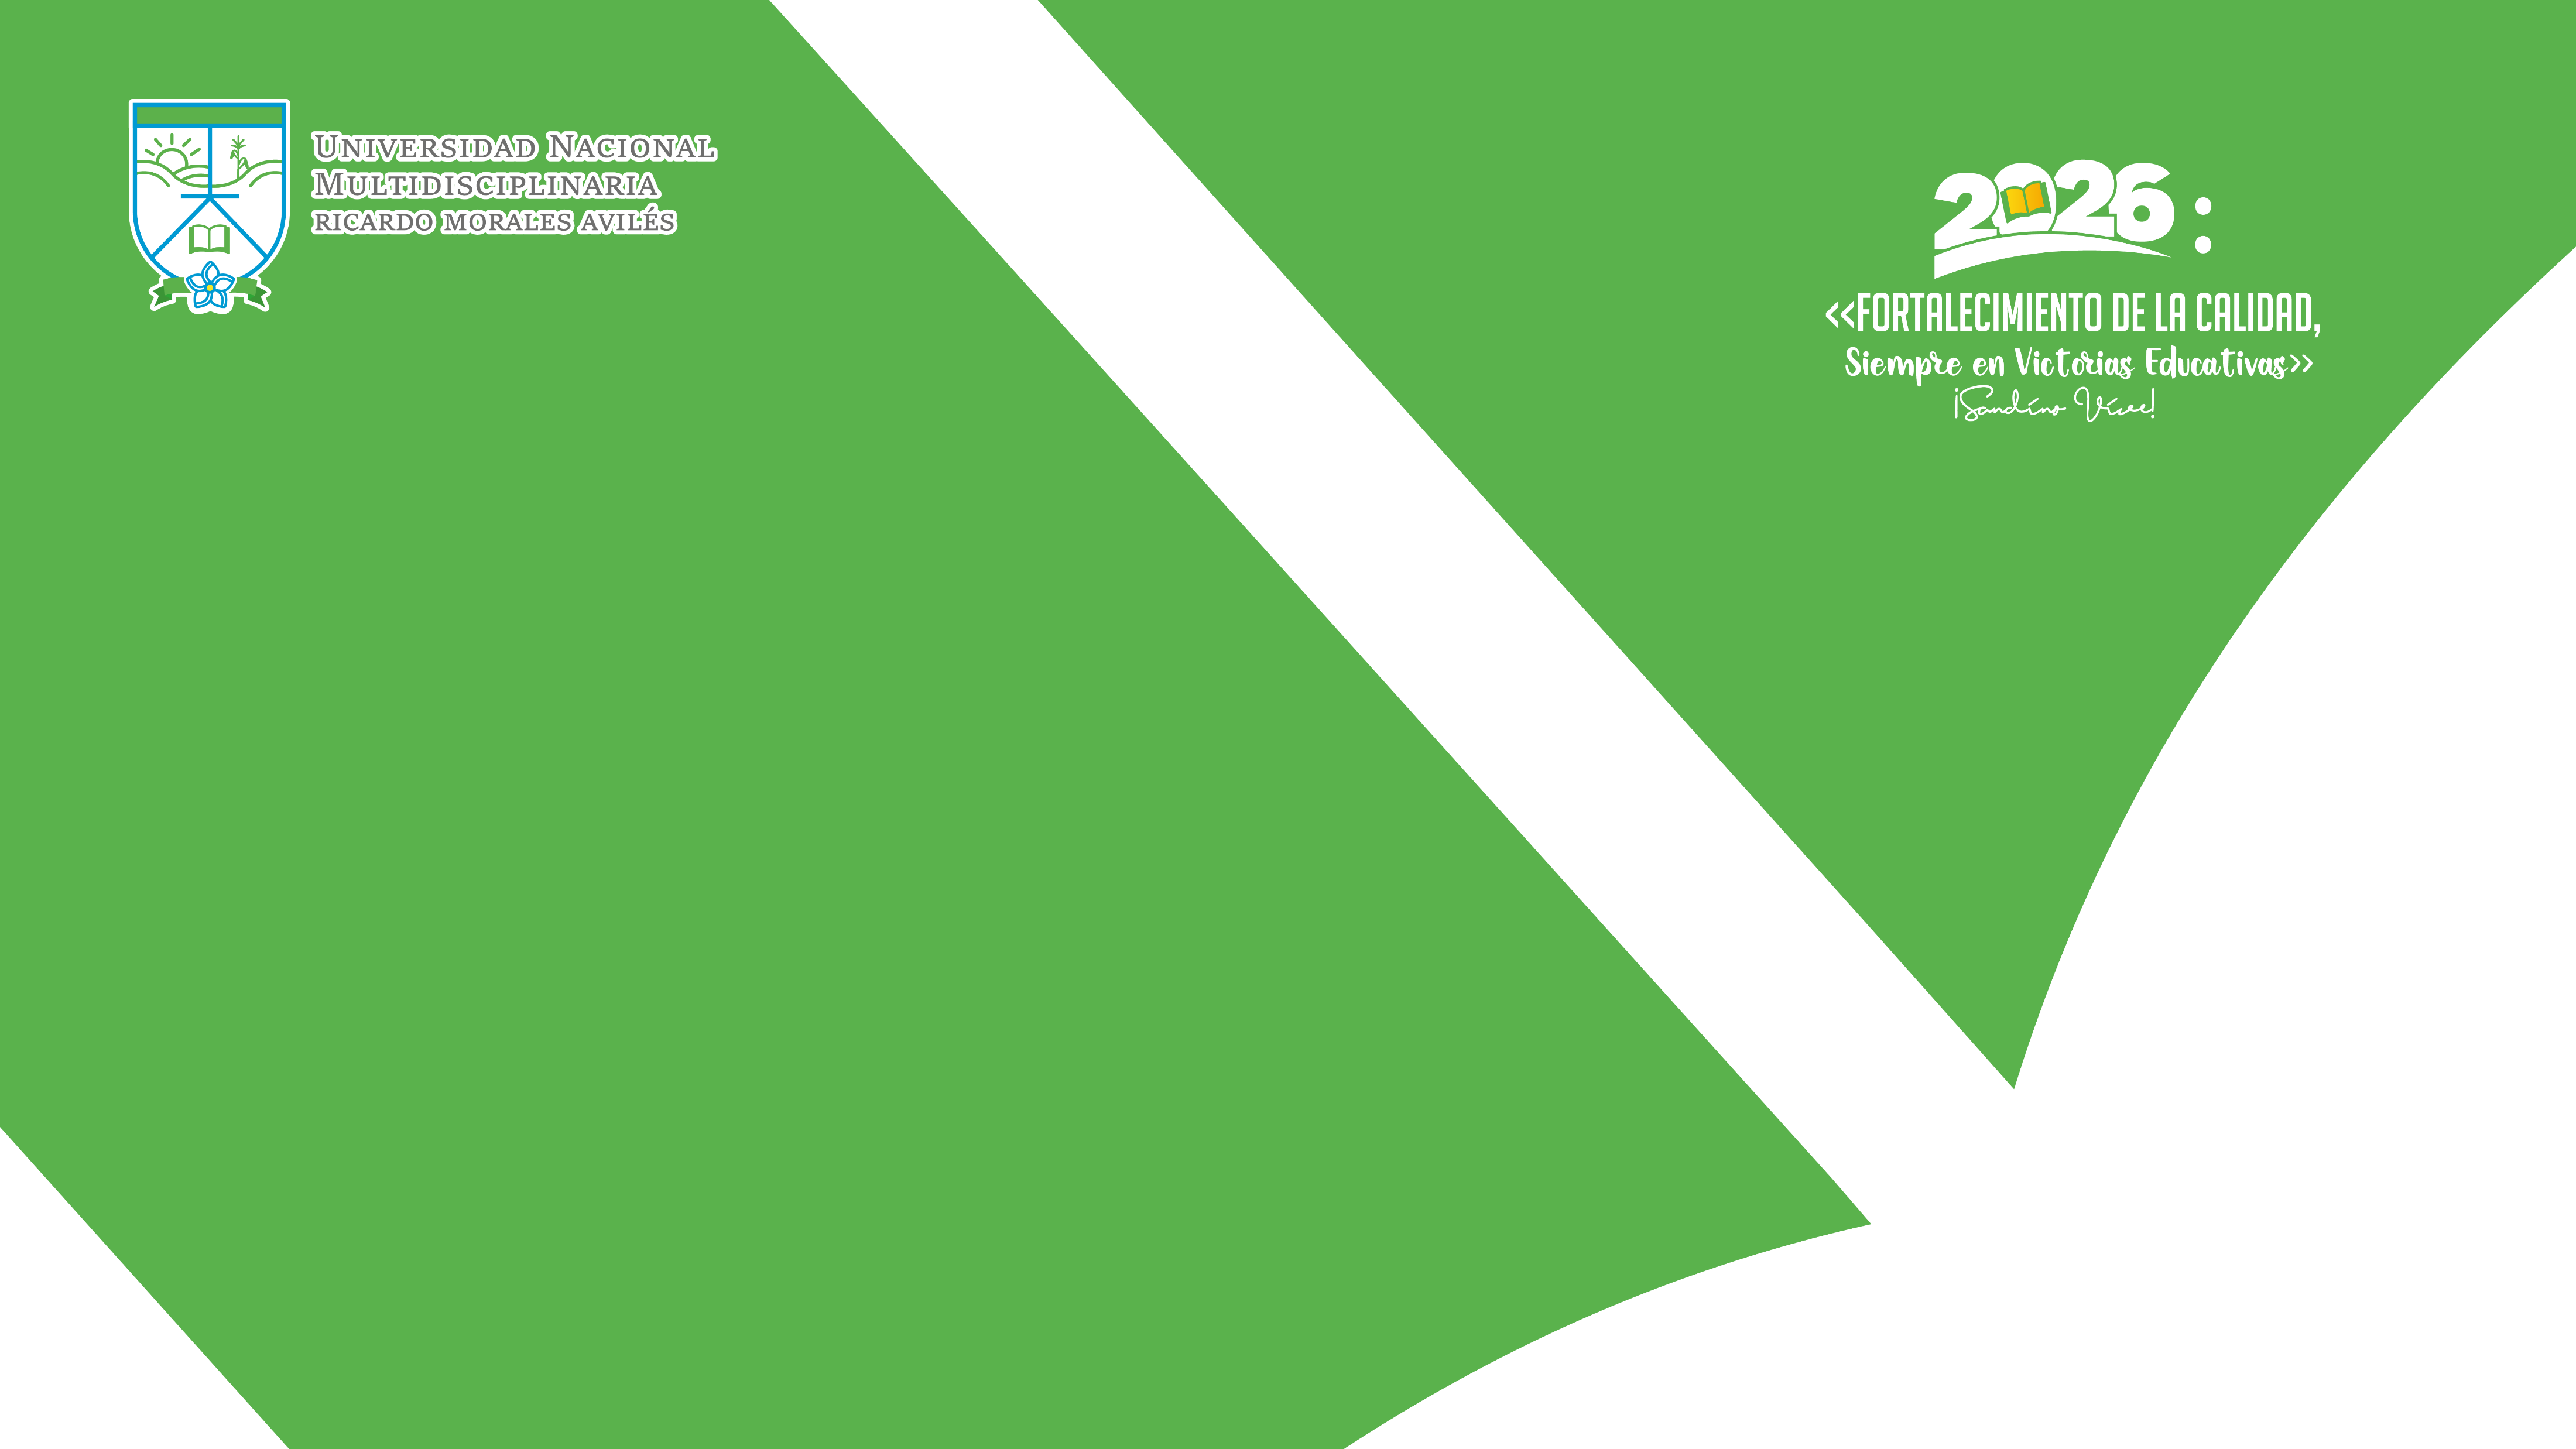 Universidad Nacional
Multidisciplinaria
Ricardo Morales Avilés
2026:
<<FORTALECIMIENTO DE LA CALIDAD,
Siempre en Victorias Educativas>>
¡Sandino Vive!